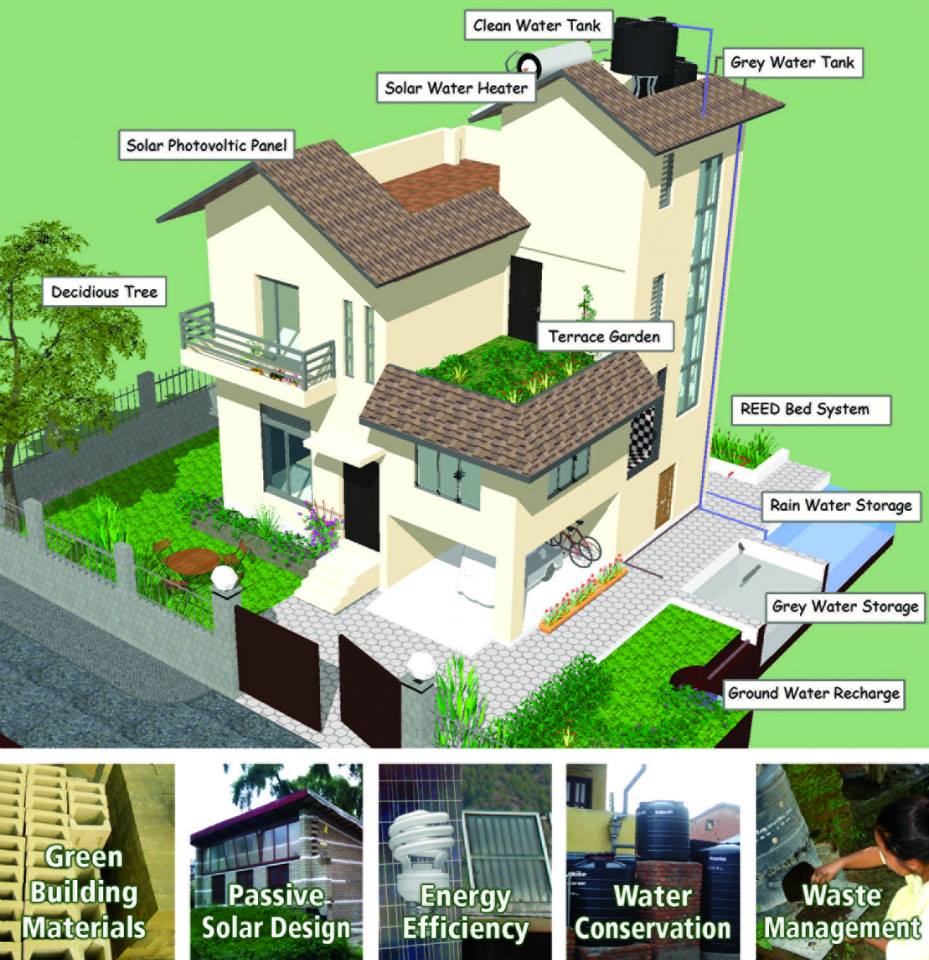 Clean Water Tank
Grey Water Tank
Solar Water Heater
Solar Photovoltic Panel
Decidious Tree
Terrace Garden
REED Bed System
Rain Water Storage
Grey Water Storage
Ground Water Recharge
Green
Building
Materials
Passive
Solar Design
Energy
Efficiency
Water
Conservation
Waste
Management